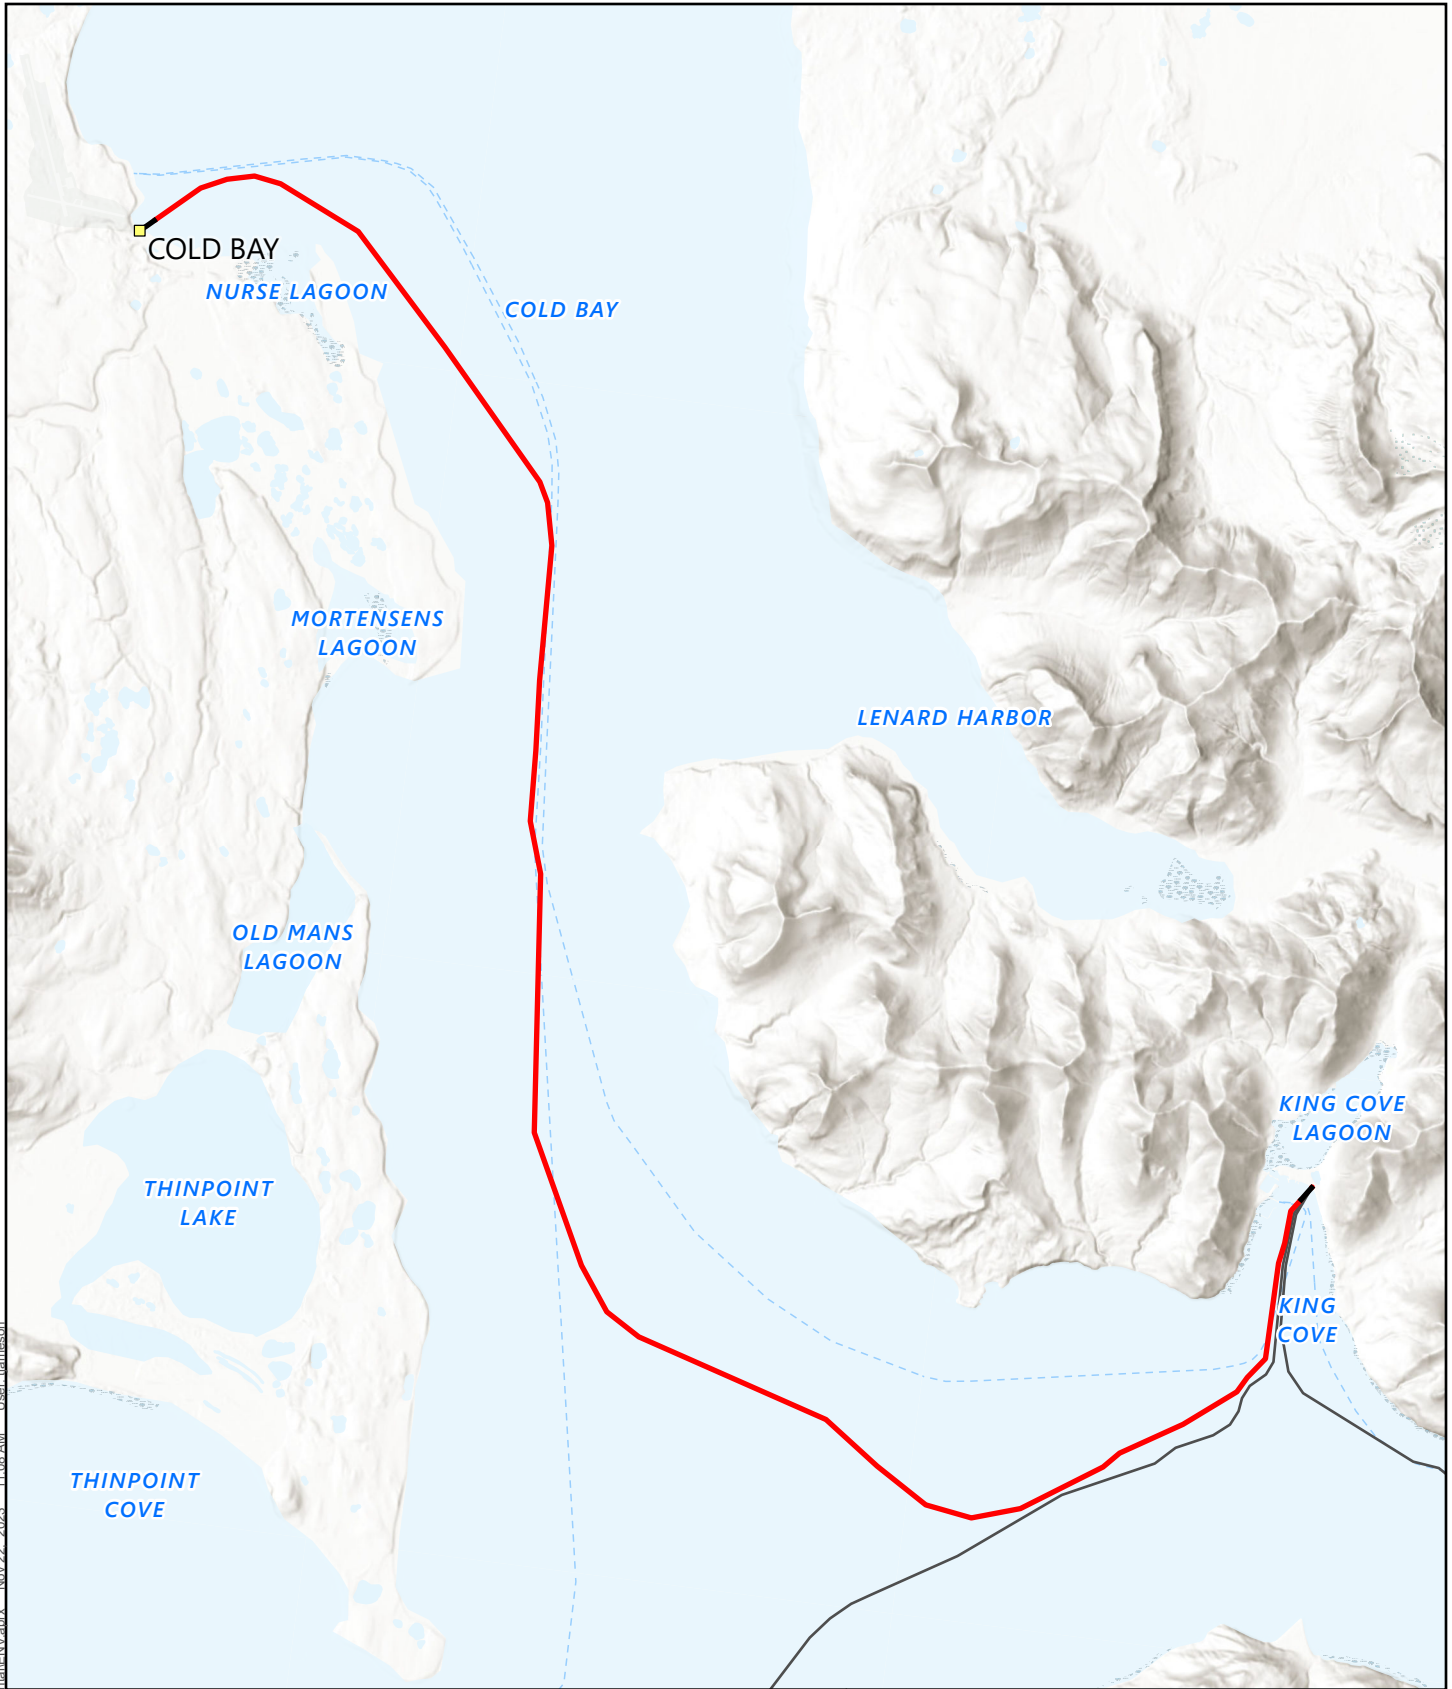 COLD BAY
NURSE LAGOON
COLD BAY
MORTENSENS
LAGOON
LENARD HARBOR
OLD MANS
LAGOON
KING COVE
LAGOON
THINPOINT
LAKE
KING
COVE
THINPOINT
COVE